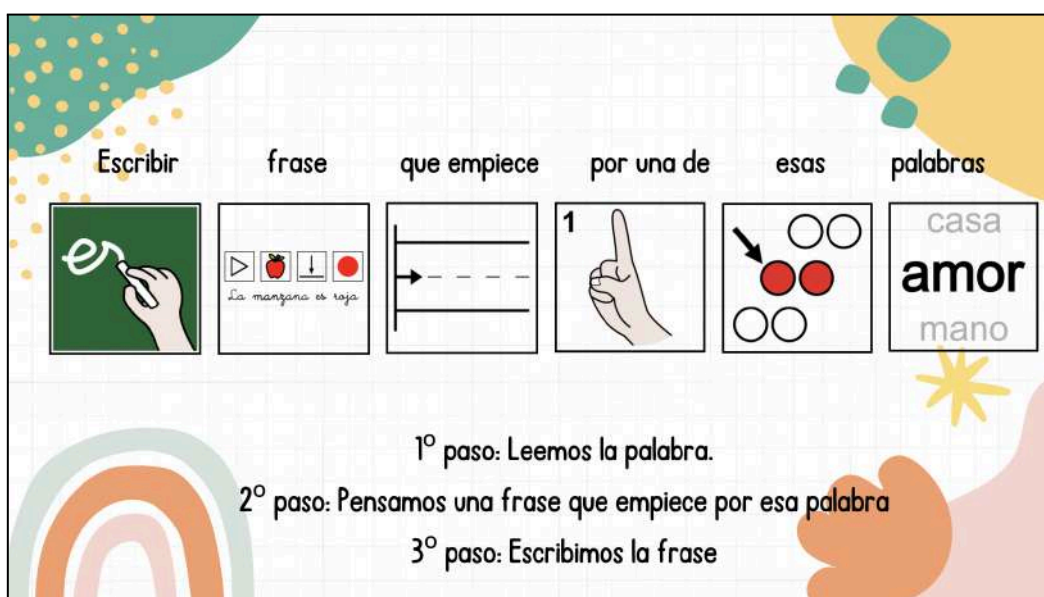 Escribir frase que empiece por una de esas palabras
La manzana es roja
1
casa
amor
mano
1º paso: Leemos la palabra.
2º paso: Pensamos una frase que empiece por esa palabra
3º paso: Escribimos la frase